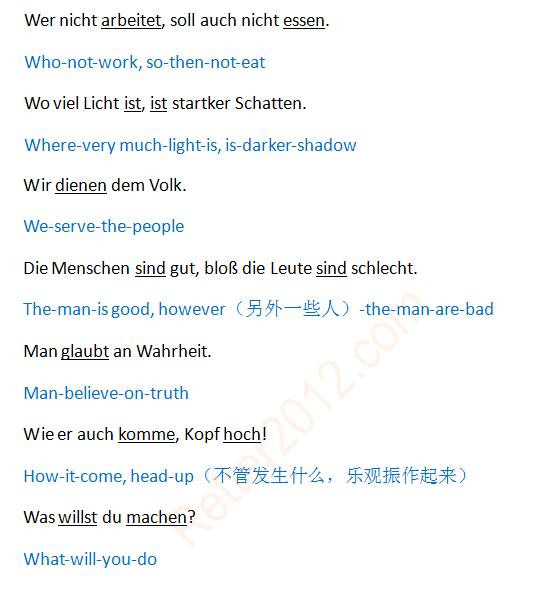 Wer nicht arbeitet, soll auch nicht essen.
Who-not-work, so-then-not-eat
Wo viel Licht ist, ist startker Schatten.
Where-very much-light-is, is-darker-shadow
Wir dienen dem Volk.
We-serve-the-people
Die Menschen sind gut, bloß die Leute sind schlecht.
The-man-is good, however（另外一些人）-the-man-are-bad
Man glaubt an Wahrheit.
Man-believe-on-truth
Wie er auch komme, Kopf hoch!
How-it-come, head-up（不管发生什么，乐观振作起来）
Was willst du machen?
What-will-you-do
Retter2012.com